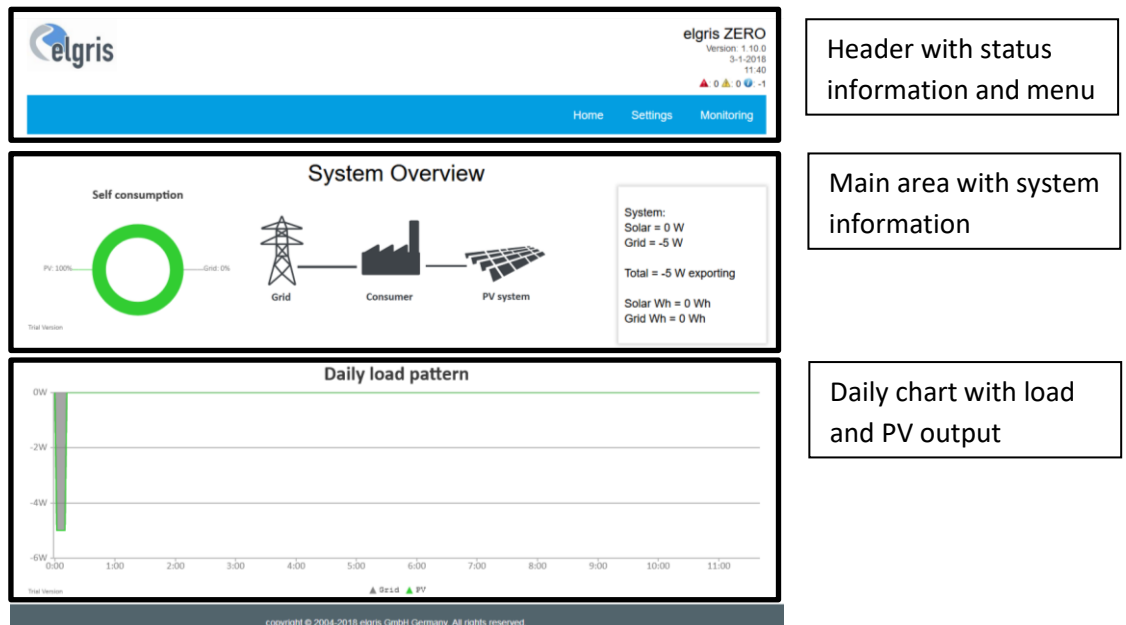 elgris
elgris ZERO
Version: 1.10.0
3-1-2018
11:40
: 0 : 0 : -1
Home Settings Monitoring
Header with status
information and menu
System Overview
Self consumption
PV: 100%
Grid: 0%
Grid
Consumer
PV system
Trial Version
System:
Solar = 0 W
Grid = -5 W
Total = -5 W exporting
Solar Wh = 0 Wh
Grid Wh = 0 Wh
Main area with system
information
Daily load pattern
0W
-2W
-4W
-6W
0:00 1:00 2:00 3:00 4:00 5:00 6:00 7:00 8:00 9:00 10:00 11:00
Grid PV
Trial Version
Daily chart with load
and PV output
copyright © 2004-2018 elgris GmbH Germany. All rights reserved